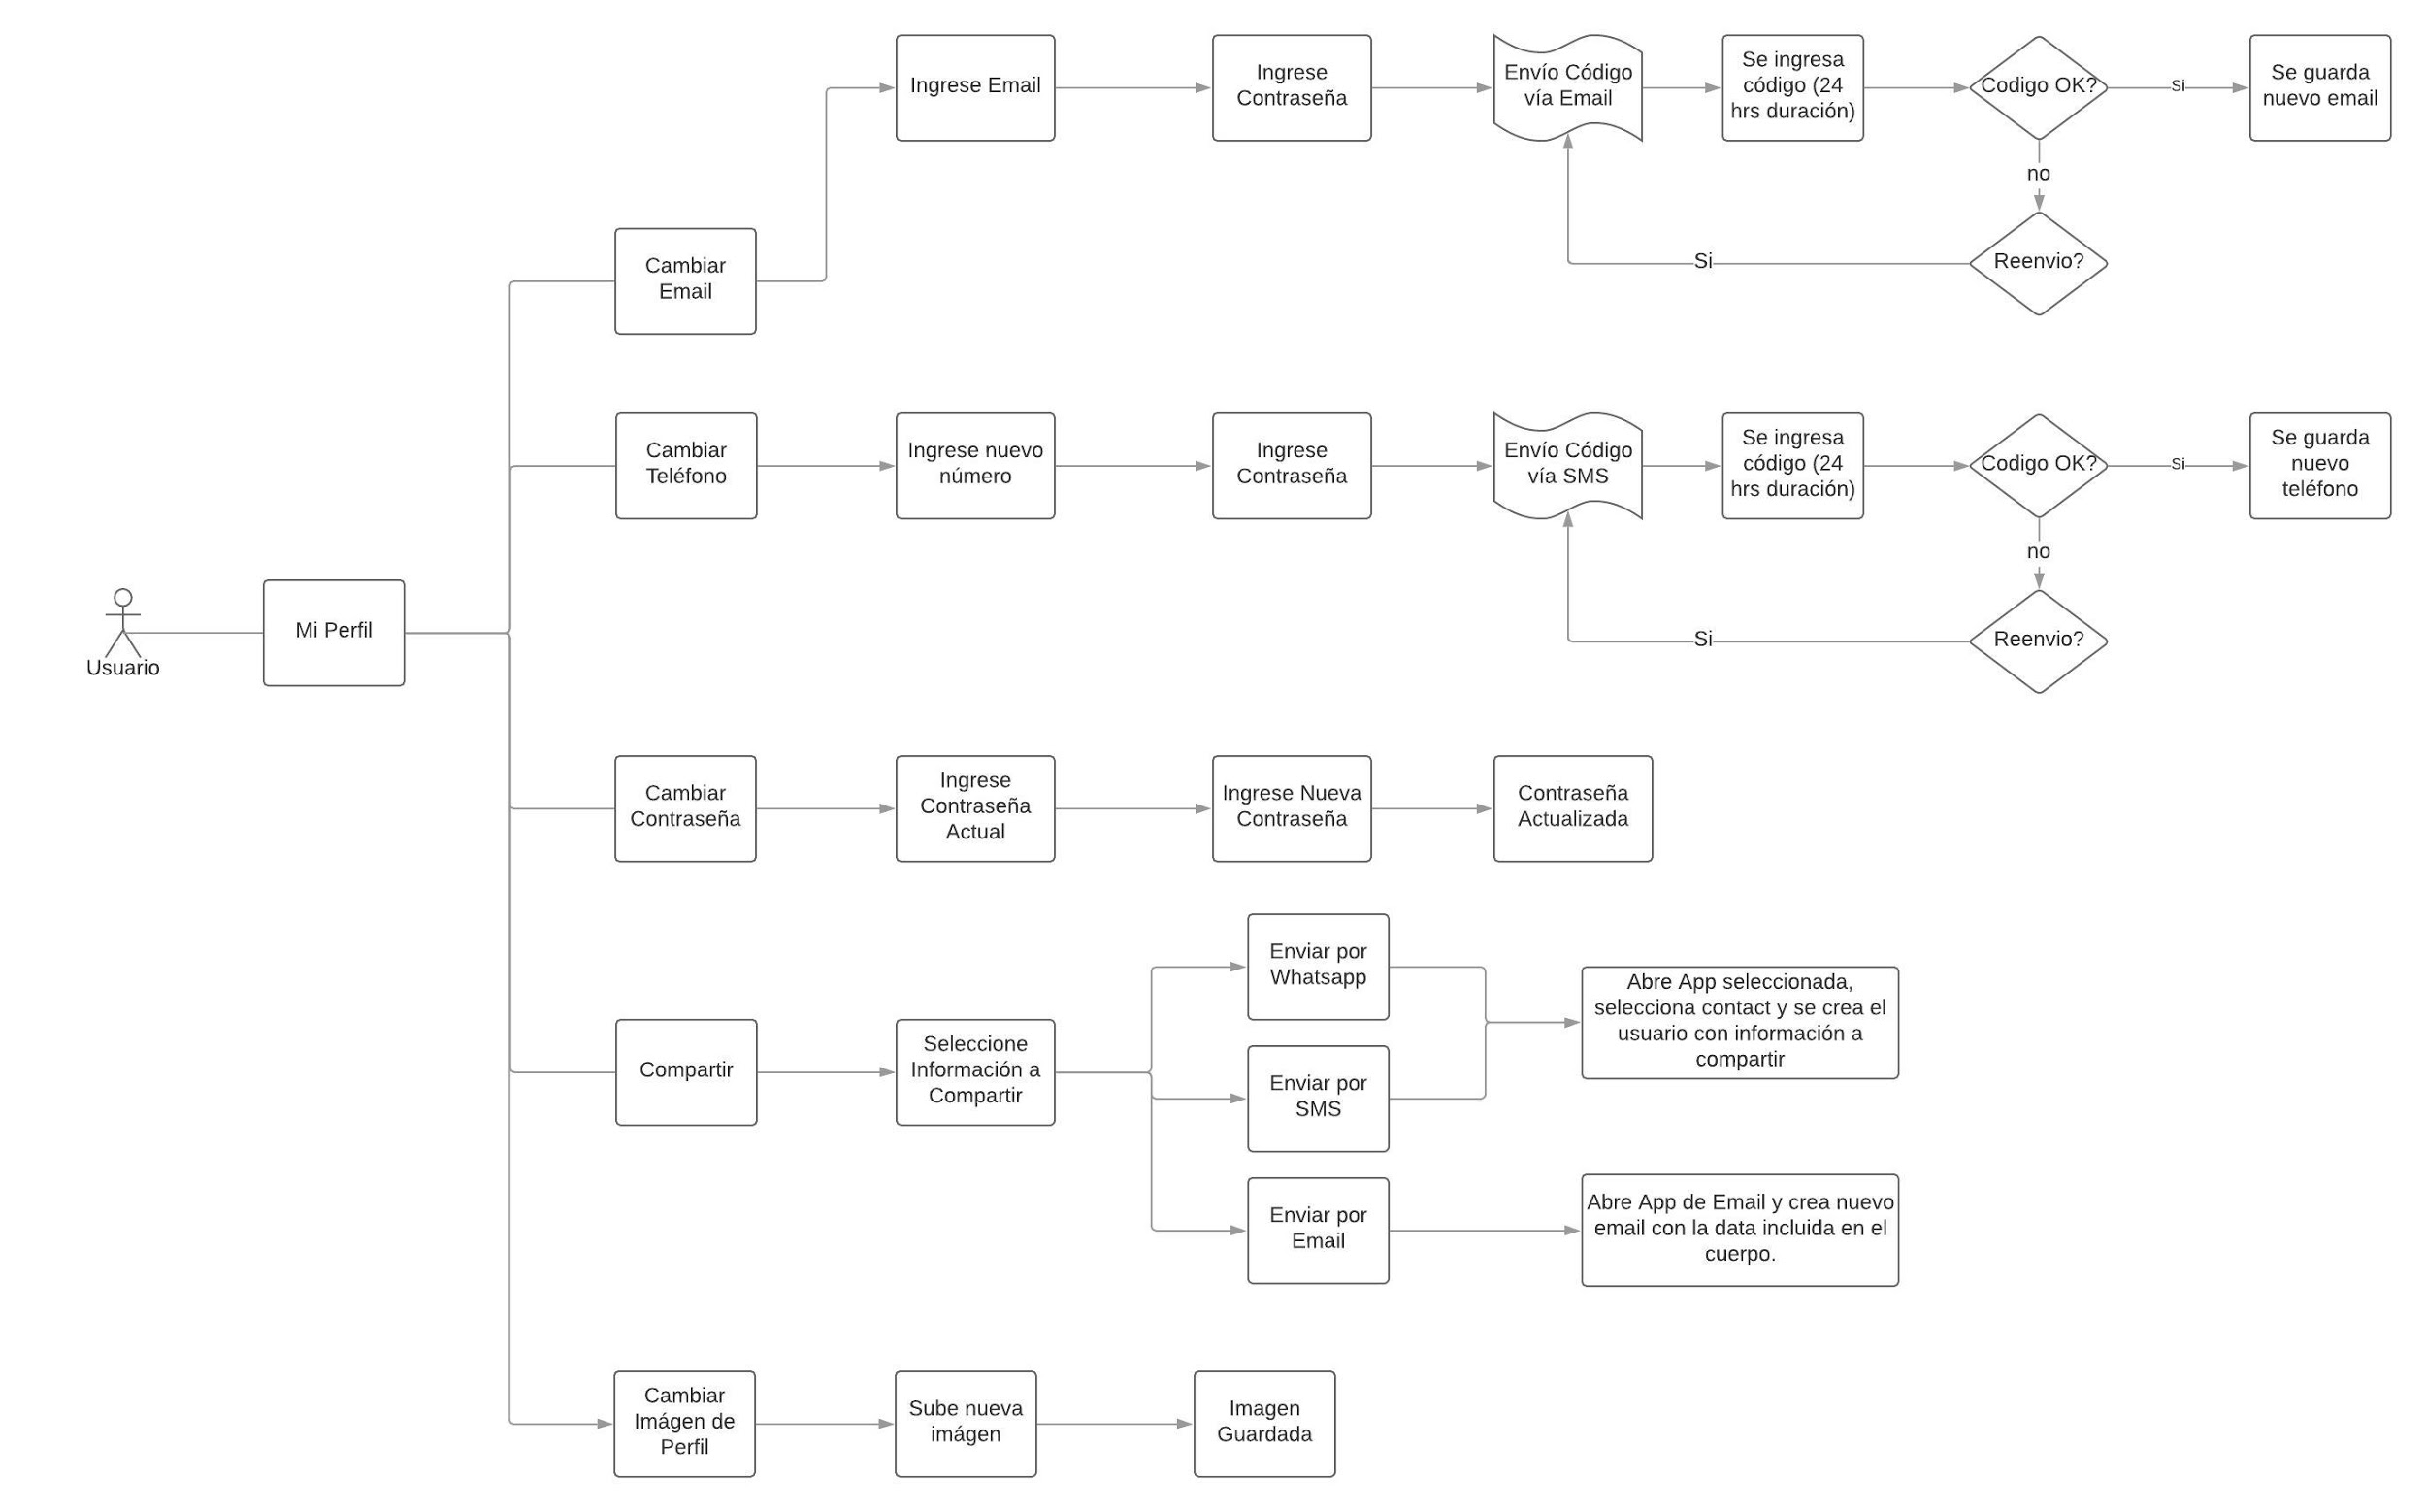 Ingrese Email
Ingrese
Contraseña
Envío Código
vía Email
Se ingresa
código (24
hrs duración)
Codigo OK?
Si
Se guarda
nuevo email
no
Reenvio?
Si
Cambiar
Email
Cambiar
Teléfono
Ingrese nuevo
número
Ingrese
Contraseña
Envío Código
vía SMS
Se ingresa
código (24
hrs duración)
Codigo OK?
Si
Se guarda
nuevo
teléfono
no
Reenvio?
Si
Usuario
Mi Perfil
Cambiar
Contraseña
Ingrese
Contraseña
Actual
Ingrese Nueva
Contraseña
Contraseña
Actualizada
Compartir
Seleccione
Información a
Compartir
Enviar por
Whatsapp
Enviar por
SMS
Enviar por
Email
Abre App seleccionada,
selecciona contact y se crea el
usuario con información a
compartir
Abre App de Email y crea nuevo
email con la data incluida en el
cuerpo.
Cambiar
Imágen de
Perfil
Sube nueva
imágen
Imagen
Guardada